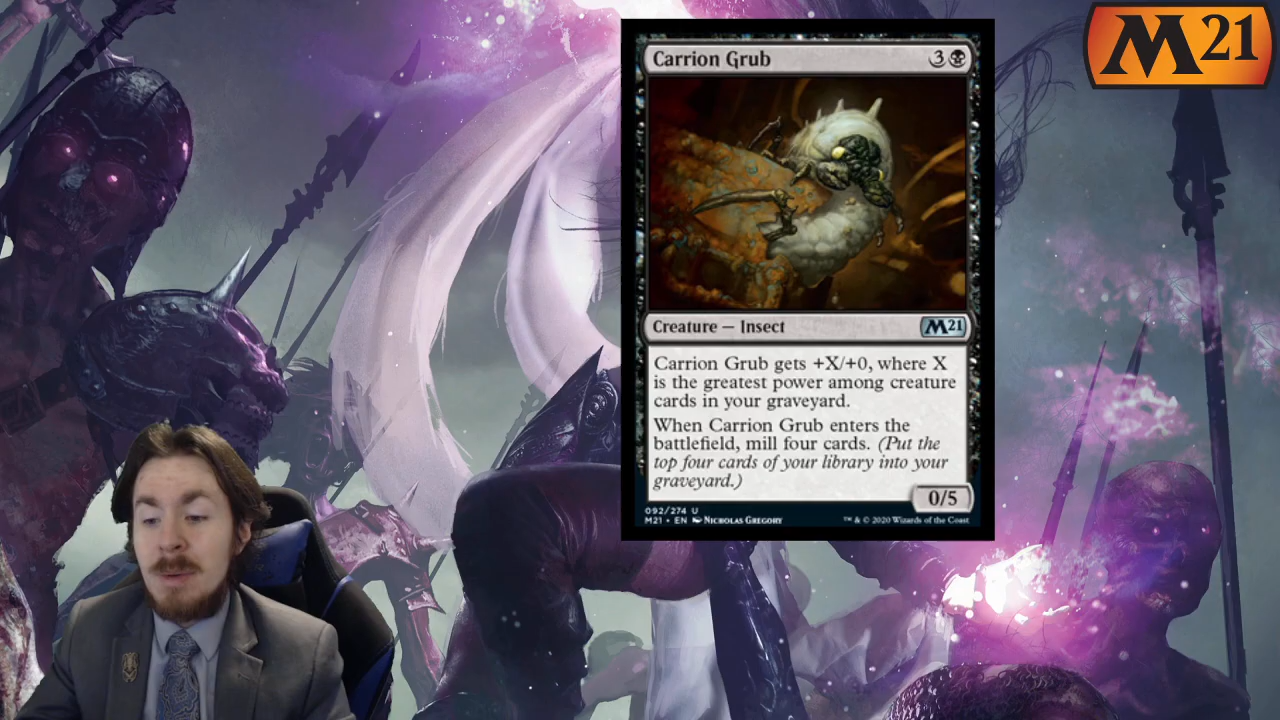 M21
Carrion Grub 3
Creature — Insect
M21
Carrion Grub gets +X/+0, where X
is the greatest power among creature
cards in your graveyard.
When Carrion Grub enters the
battlefield, mill four cards. (Put the
top four cards of your library into your
graveyard.)
0/5
092/274 U
M21 • EN Nicholas Gregory
™ & © 2020 Wizards of the Coast